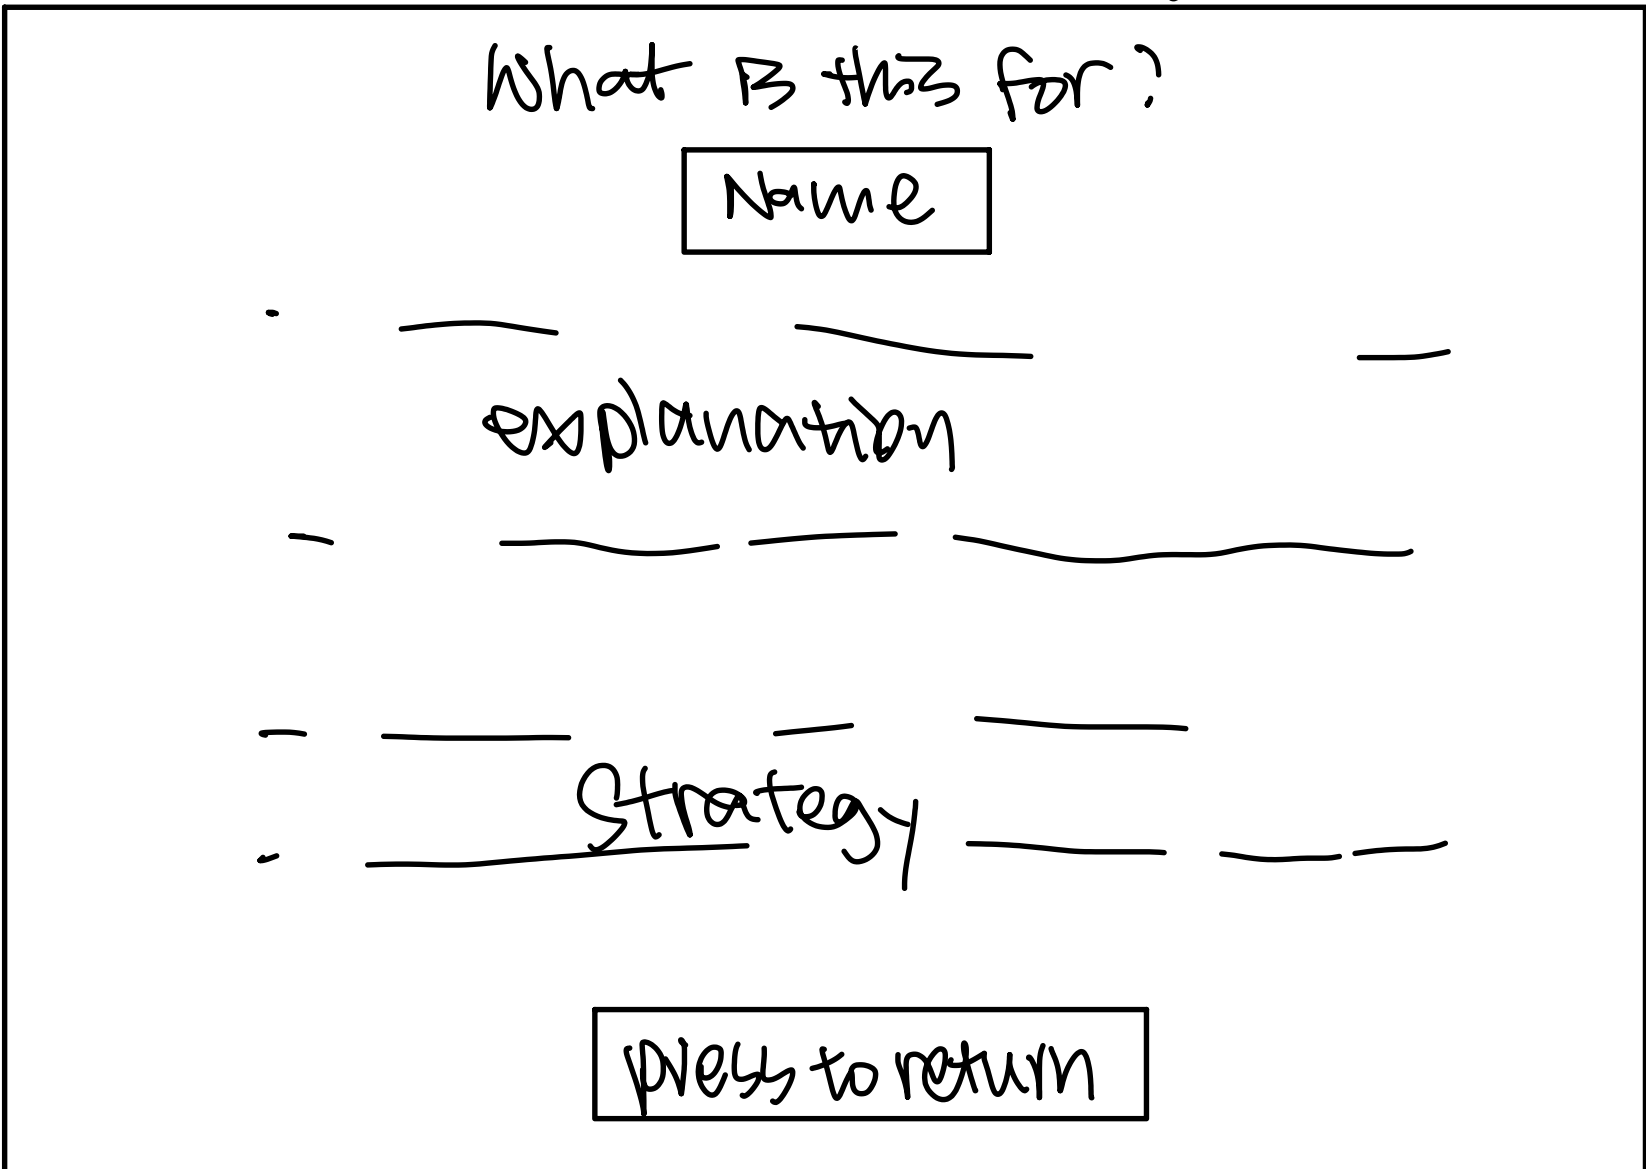 What is this for?
Name
explanation
Strategy
press to return